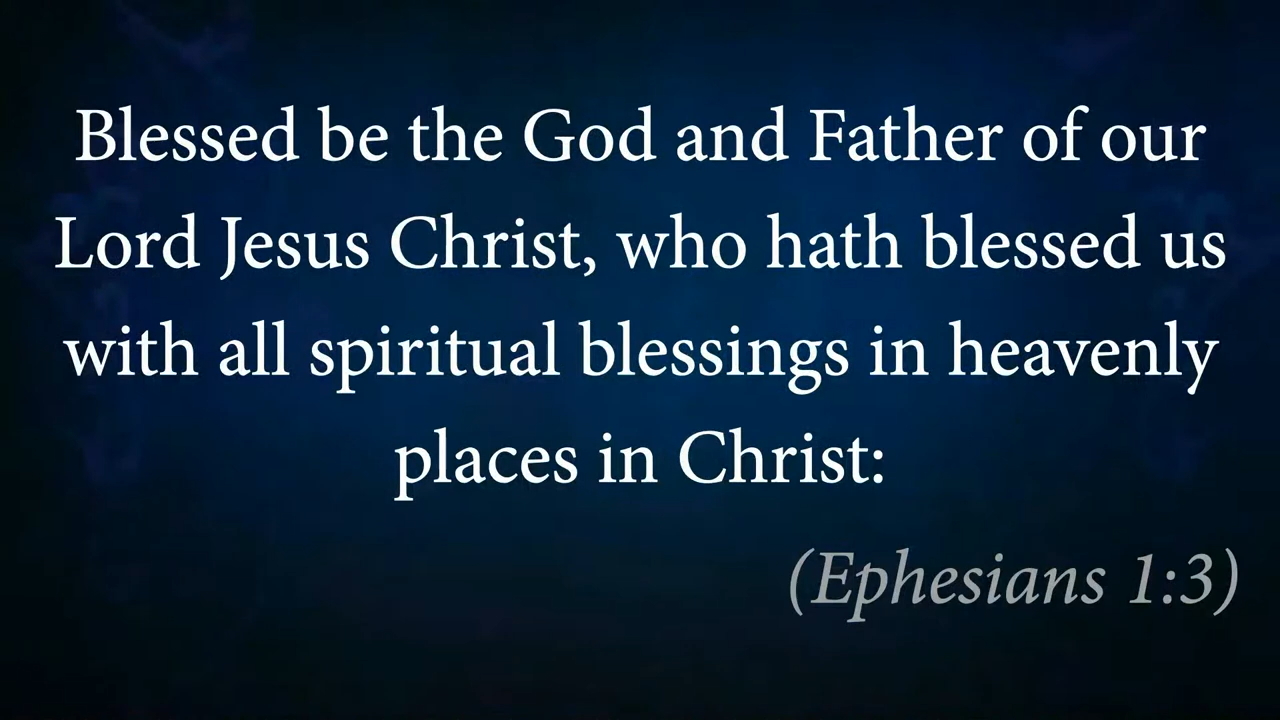 Blessed be the God and Father of our
Lord Jesus Christ, who hath blessed us
with all spiritual blessings in heavenly
places in Christ:
(Ephesians 1:3)